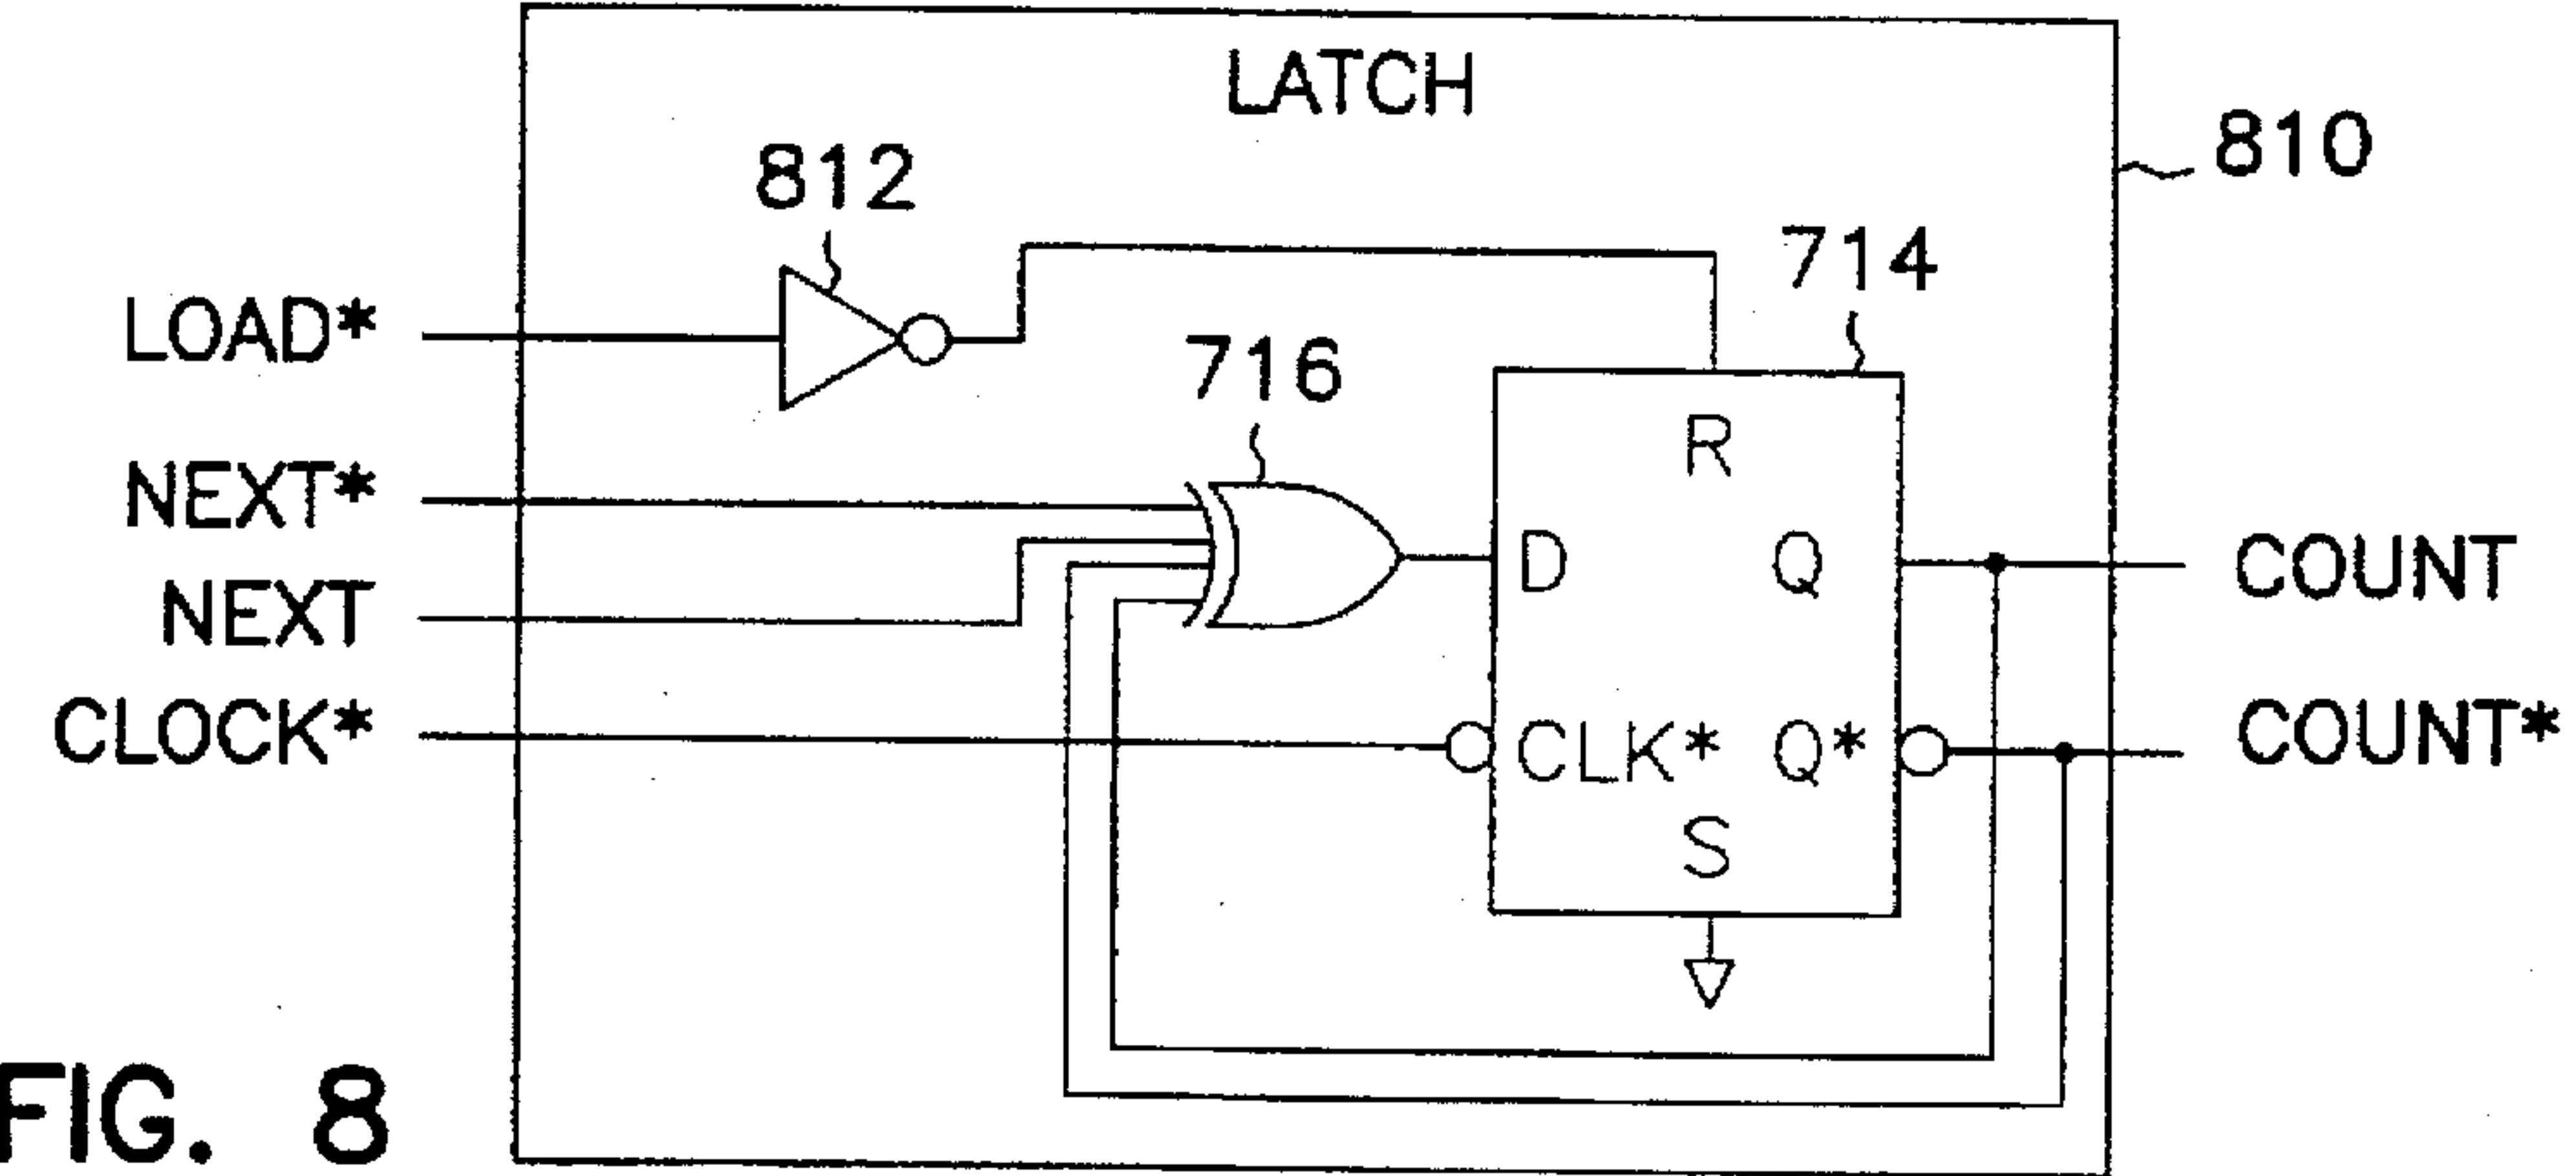 LATCH
810
812
714
LOAD*
716
R
NEXT*
D
Q
COUNT
NEXT
CLOCK*
CLK*
Q*
COUNT*
S
FIG. 8